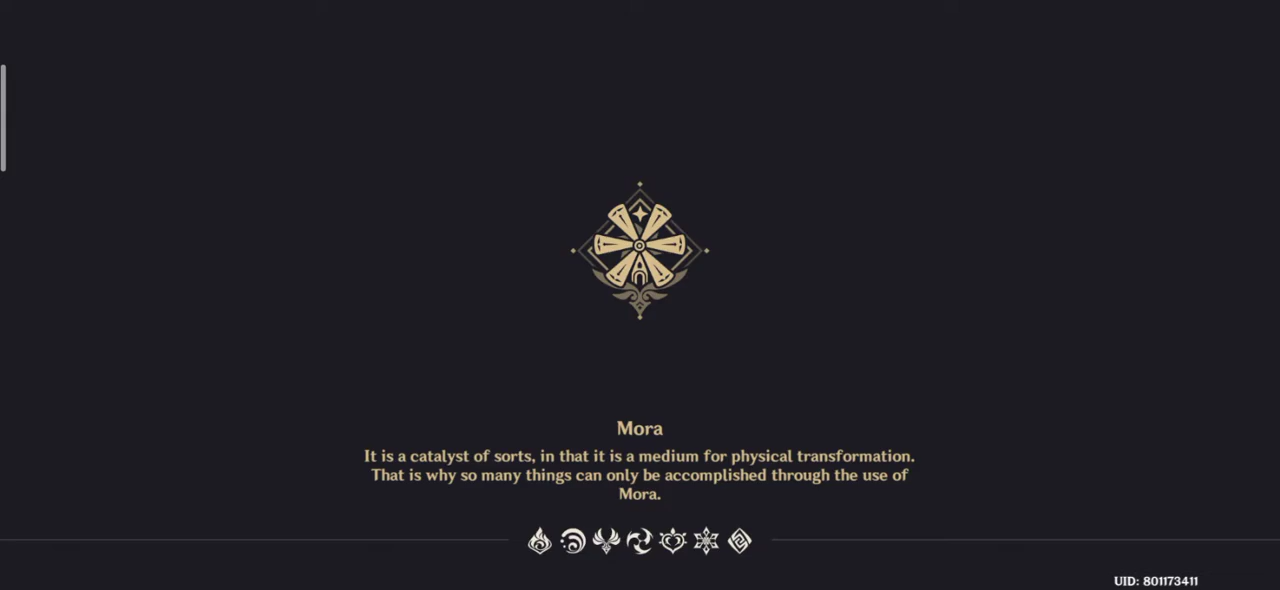 Mora
It is a catalyst of sorts, in that it is a medium for physical transformation.
That is why so many things can only be accomplished through the use of
Mora.
UID: 801173411